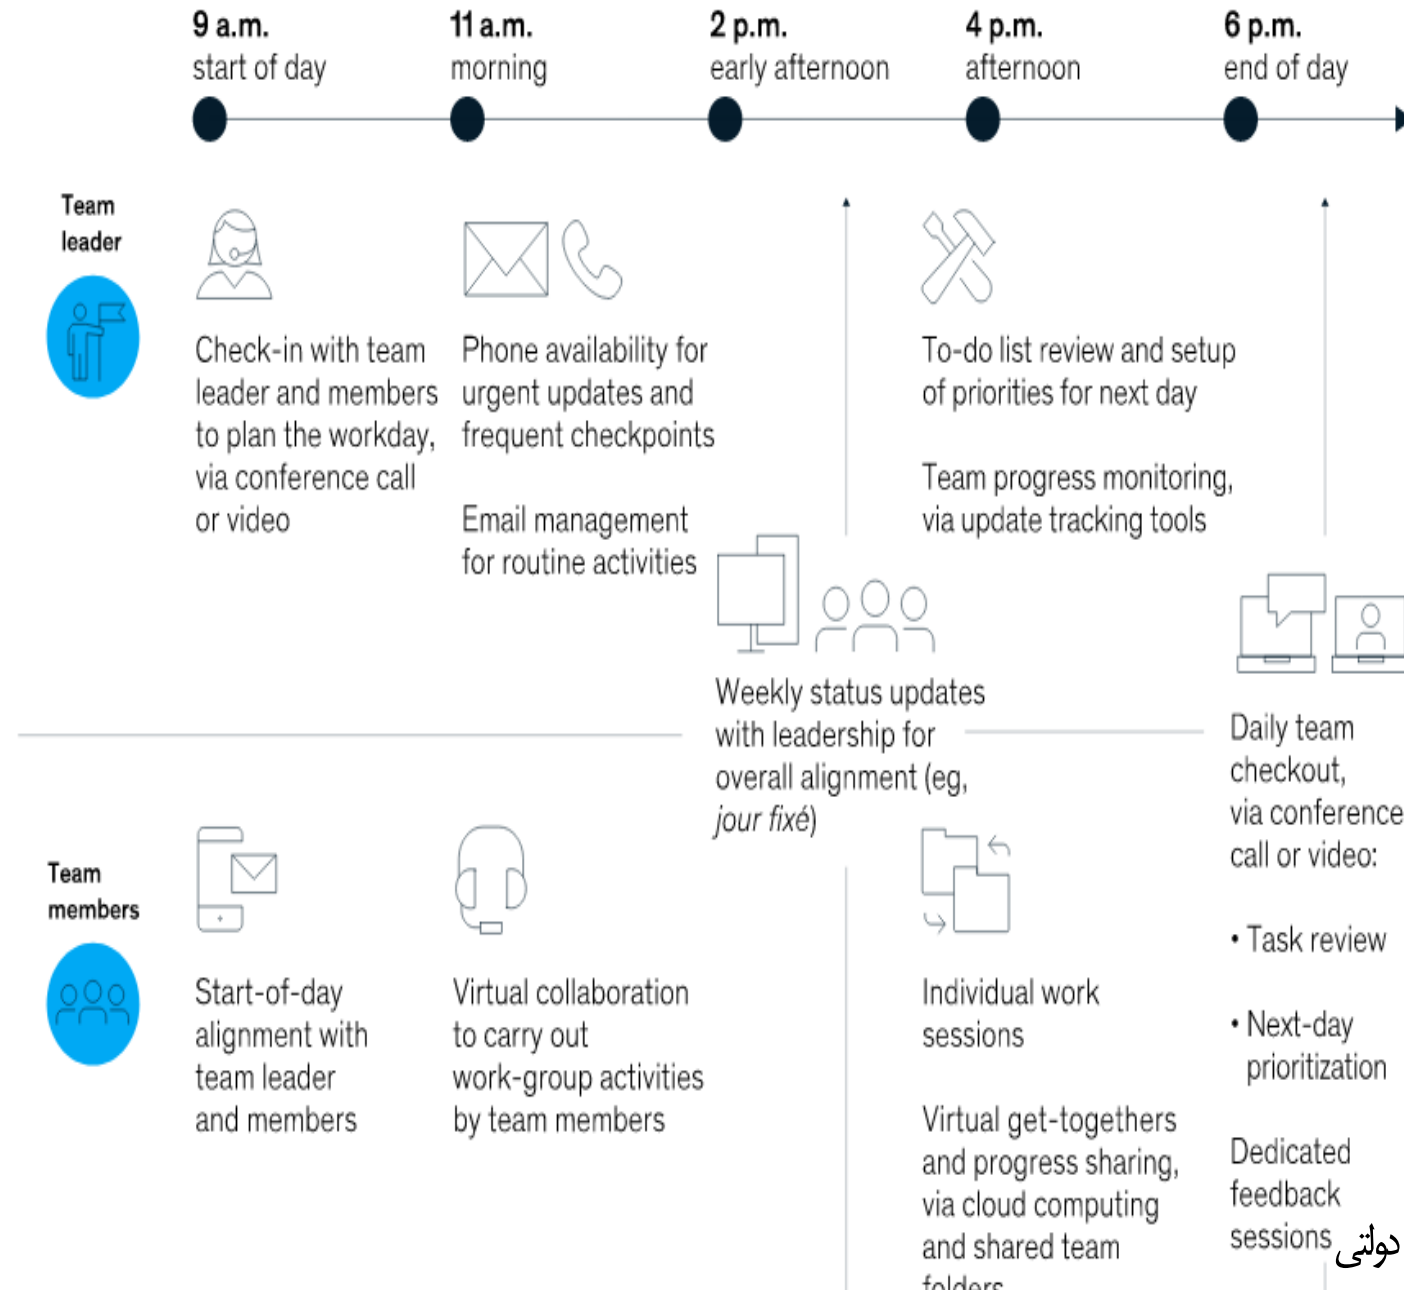 9 a.m.
start of day
11 a.m.
morning
2 p.m.
early afternoon
4 p.m.
afternoon
6 p.m.
end of day
Team
leader
Check-in with team
leader and members
to plan the workday,
via conference call
or video
Phone availability for
urgent updates and
frequent checkpoints
Email management
for routine activities
To-do list review and setup
of priorities for next day
Team progress monitoring,
via update tracking tools
Weekly status updates
with leadership for
overall alignment (eg,
jour fixé)
Daily team
checkout,
via conference
call or video:
• Task review
• Next-day
prioritization
Dedicated
feedback
sessions
Team
members
Start-of-day
alignment with
team leader
and members
Virtual collaboration
to carry out
work-group activities
by team members
Individual work
sessions
Virtual get-togethers
and progress sharing,
via cloud computing
and shared team
folders
دولتی